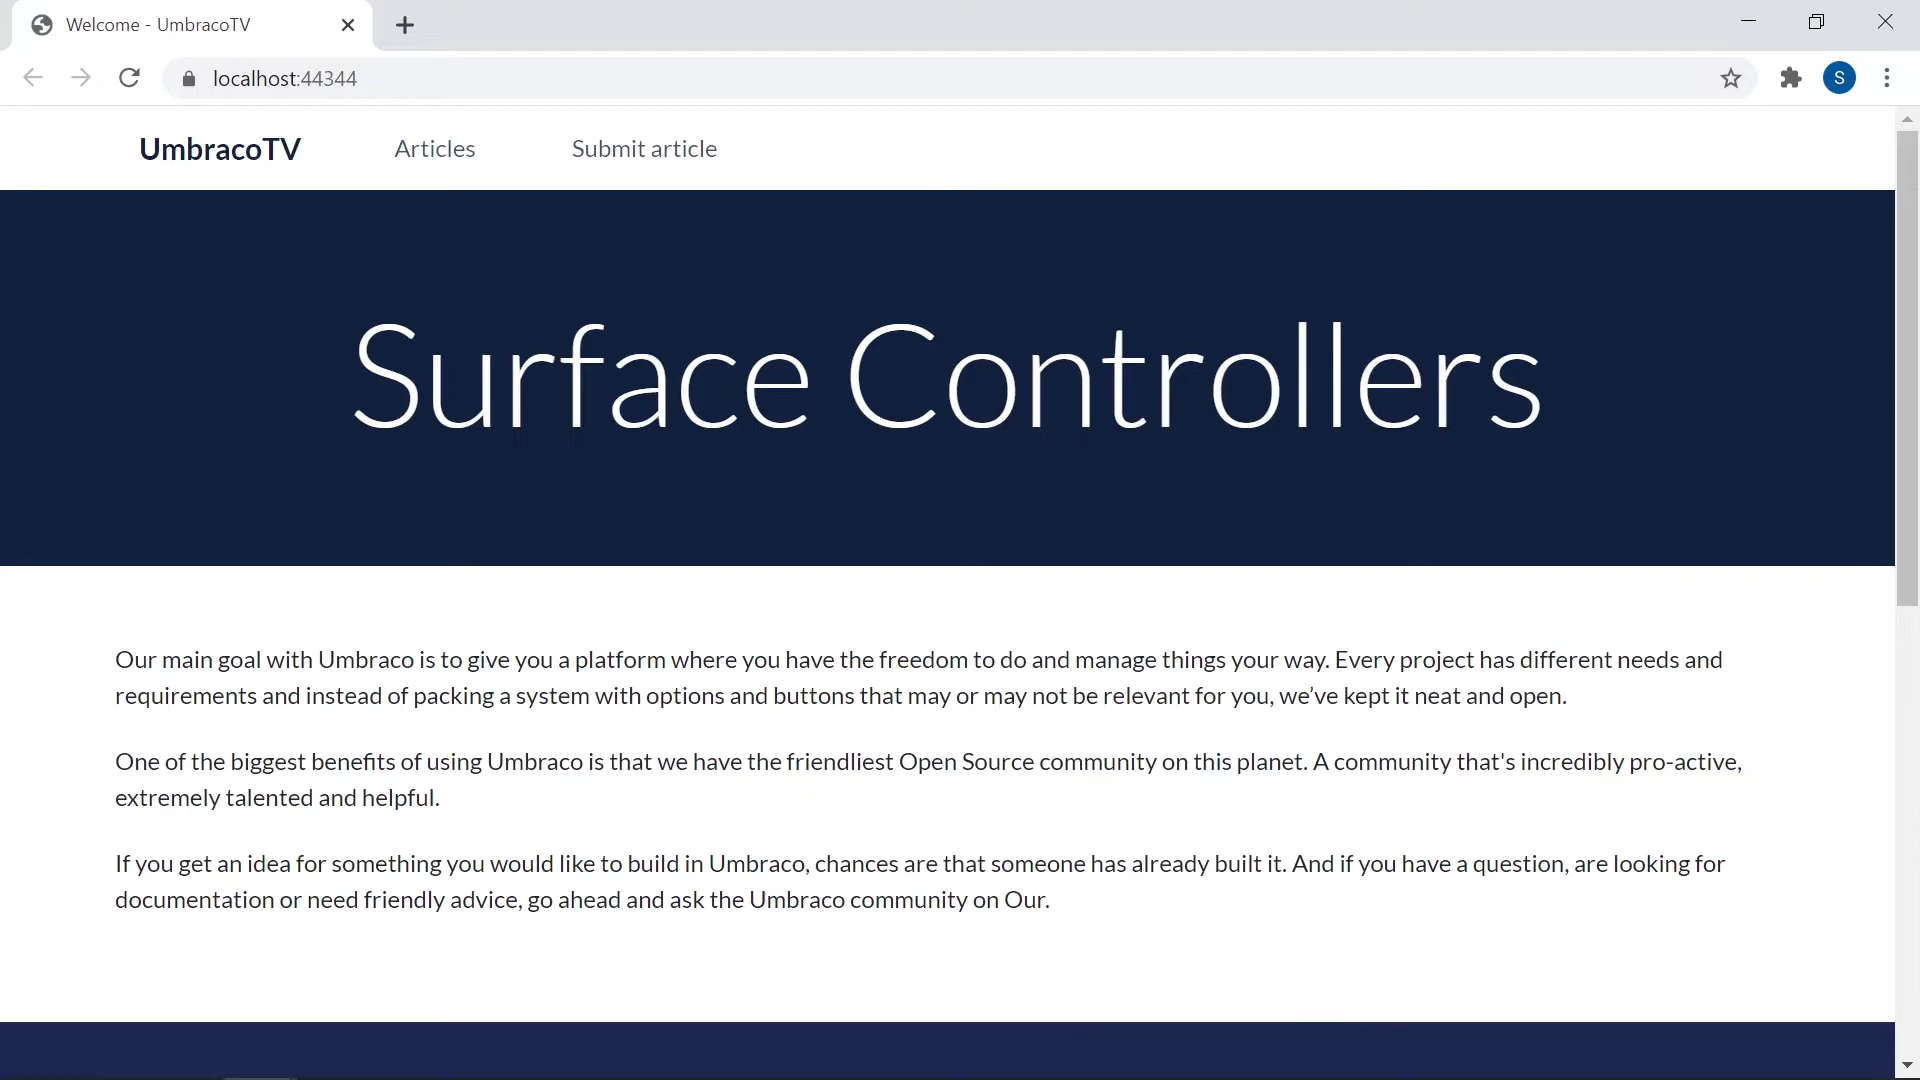 Welcome - UmbracoTV
localhost:44344
S
UmbracoTV Articles Submit article
Surface Controllers
Our main goal with Umbraco is to give you a platform where you have the freedom to do and manage things your way. Every project has different needs and
requirements and instead of packing a system with options and buttons that may or may not be relevant for you, we’ve kept it neat and open.
One of the biggest benefits of using Umbraco is that we have the friendliest Open Source community on this planet. A community that's incredibly pro-active,
extremely talented and helpful.
If you get an idea for something you would like to build in Umbraco, chances are that someone has already built it. And if you have a question, are looking for
documentation or need friendly advice, go ahead and ask the Umbraco community on Our.